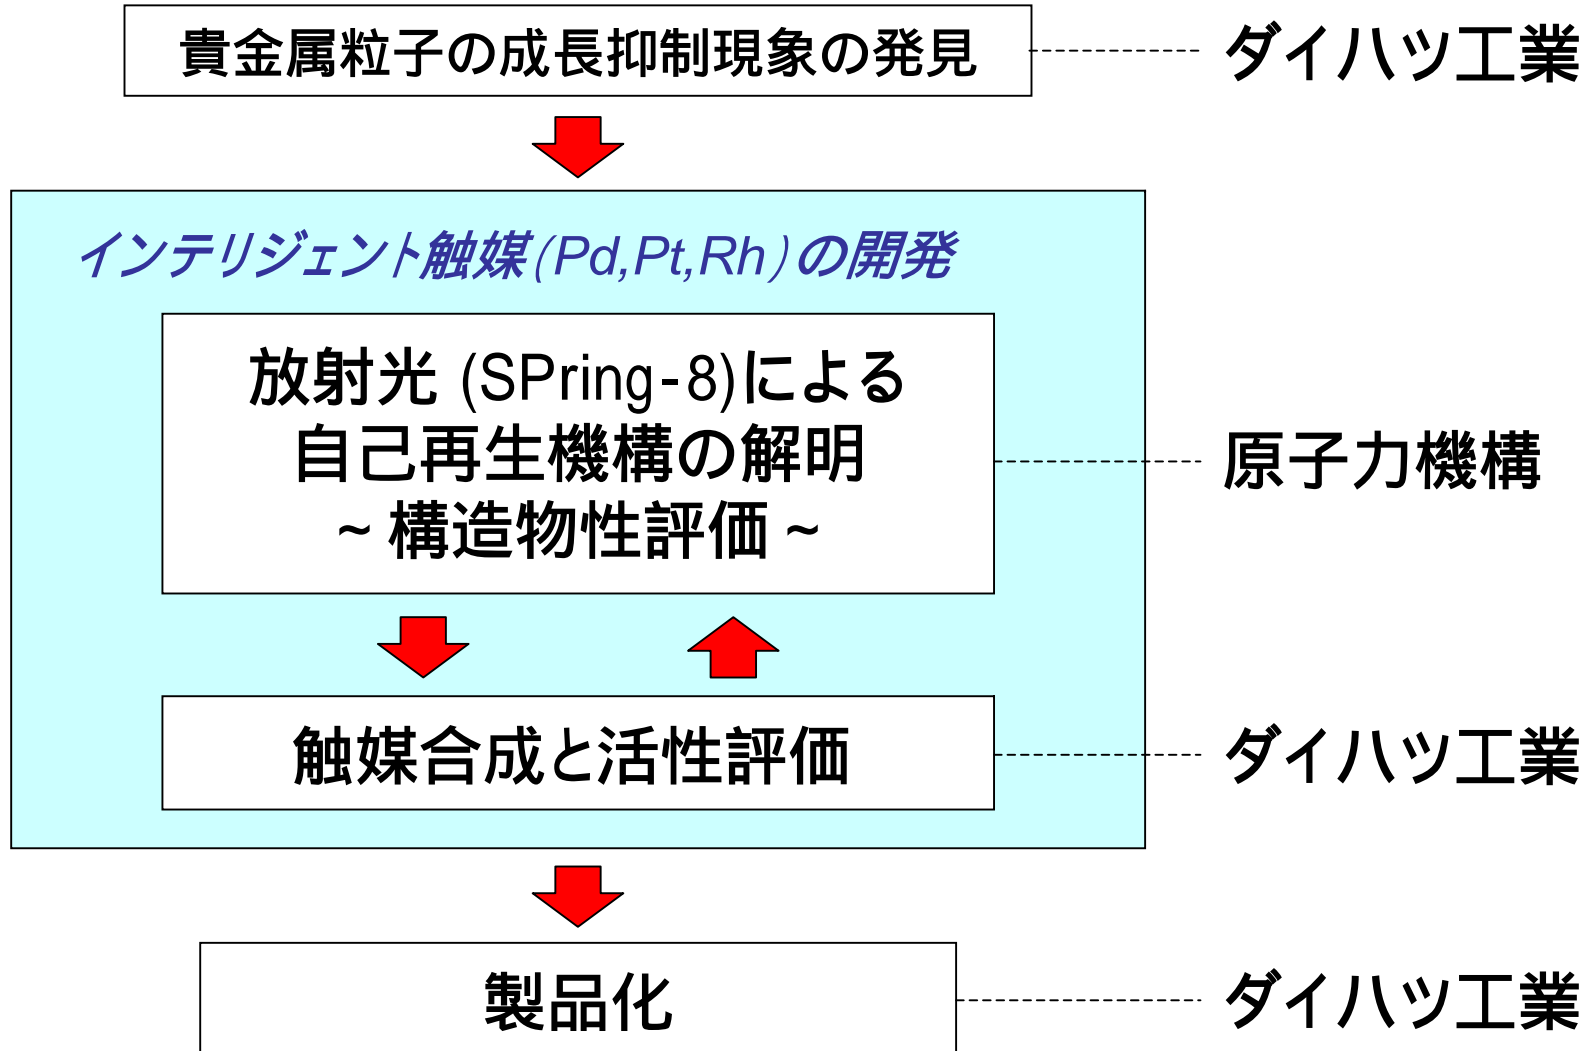 貴金属粒子の成長抑制現象の発見
ダイハツ工業
インテリジェント触媒(Pd,Pt,Rh)の開発
放射光 (SPring-8)による
自己再生機構の解明
~構造物性評価~
原子力機構
触媒合成と活性評価
ダイハツ工業
製品化
ダイハツ工業